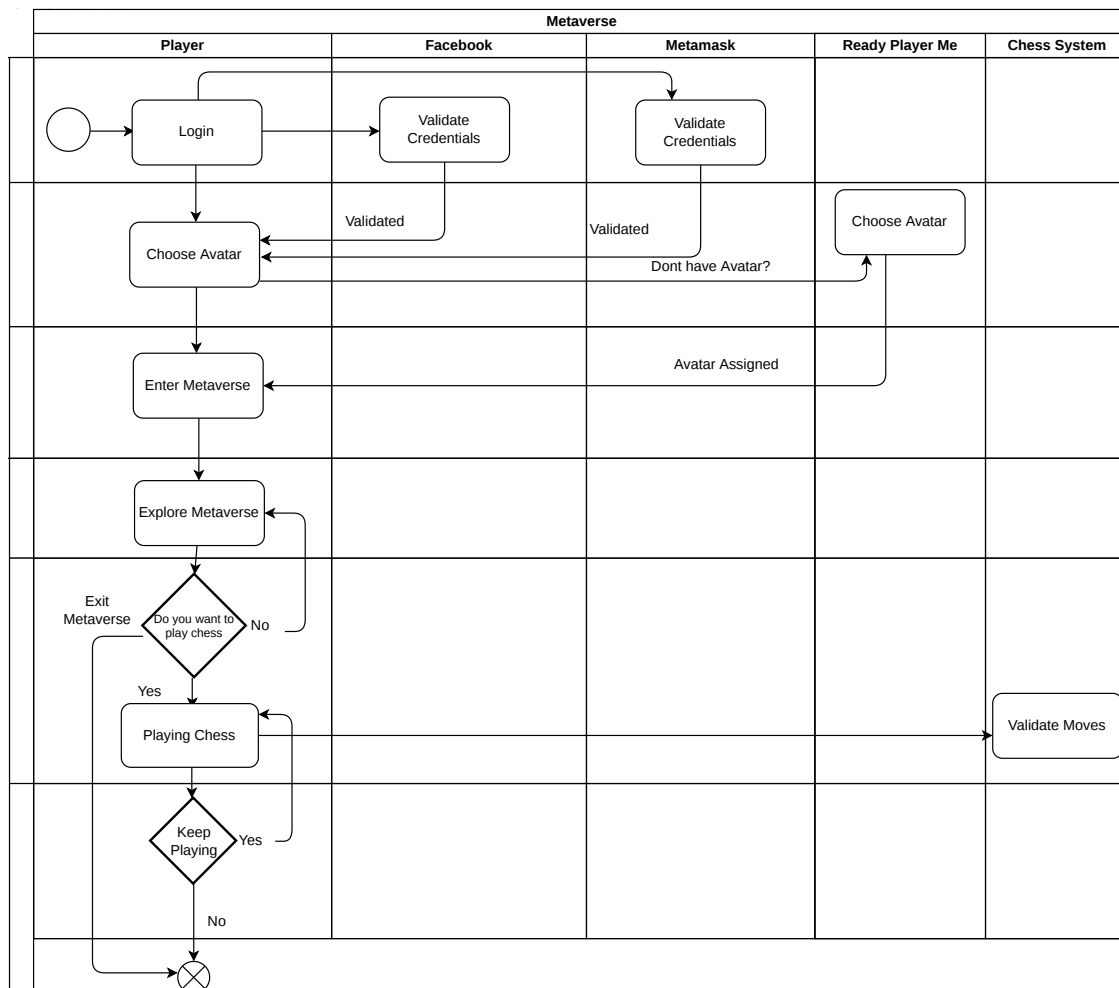 Metaverse
Player
Facebook
Metamask
Ready Player Me
Chess System
Login
Validate
Credentials
Validate
Credentials
Choose Avatar
Validated
Validated
Choose Avatar
Dont have Avatar?
Enter Metaverse
Avatar Assigned
Explore Metaverse
Exit
Metaverse
Do you want to
play chess
No
Yes
Playing Chess
Validate Moves
Keep
Playing
Yes
No